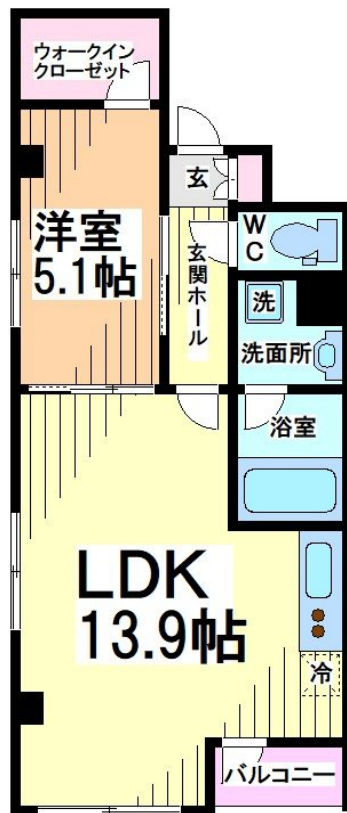 ウォークイン
クローゼット
玄
洋室
5.1帖
玄関ホール
WC
洗
洗面所
浴室
LDK
13.9帖
冷
バルコニー